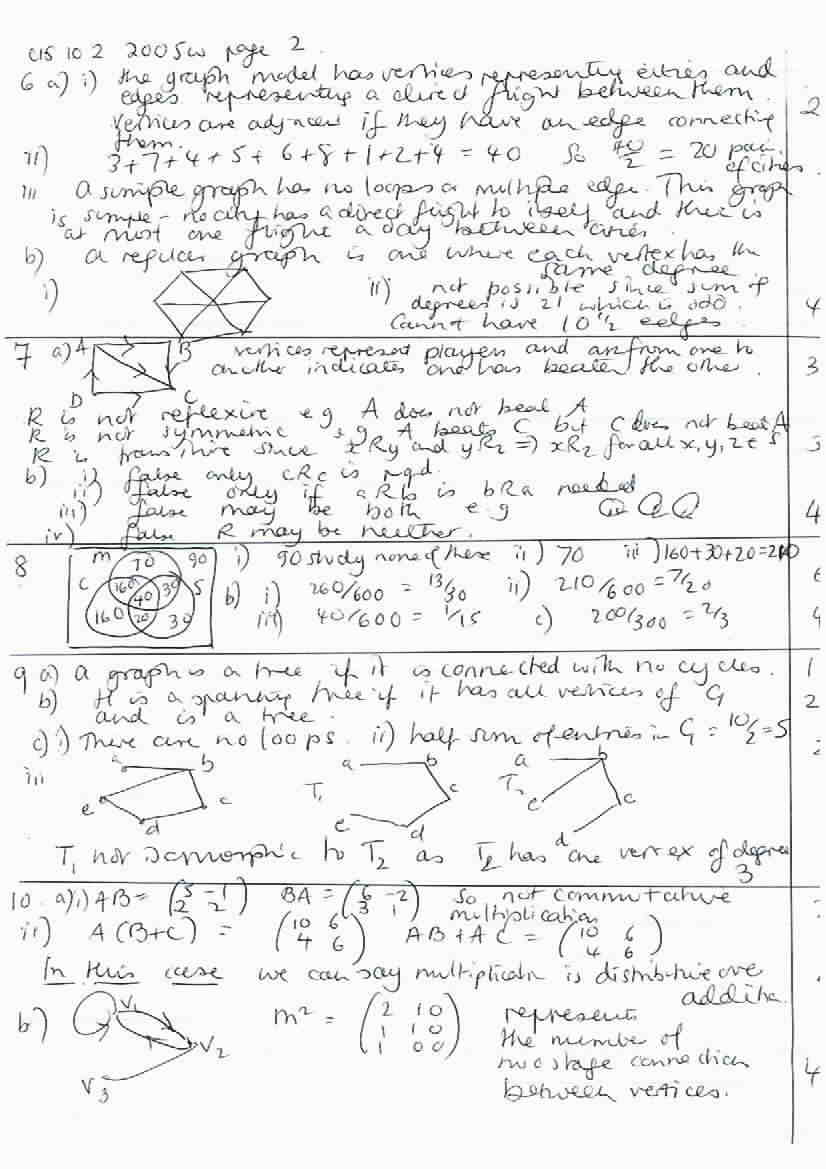 CIS 102 2005w page 2
6 a) i) the graph model has vertices representing cities and
edges representing a direct flight between them.
Vertices are adjacent if they have an edge connecting
them.
2
ii) 3+7+4+5+6+8+1+2+4 = 40 So 40/2 = 20 pairs
of cities.
iii A simple graph has no loops or multiple edge. This graph
is simple - no city has a direct flight to itself and there is
at most one flight a day between cities.
b) A regular graph is one where each vertex has the
same degree
i) ii) not possible since sum of
degrees is 21 which is odd.
Cannot have 10 1/2 edges
4
7 a) A B vertices represent players and arc from one to
another indicates one has beaten the other.
3
D C
R is not reflexive eg A does not beat A
R is not symmetric eg A beats C but C does not beat A
R is transitive since xRy and yRz => xRz for all x, y, z ε S
b) i) false only cRc is reqd.
ii) false only if aRb is bRa needed
iii) false may be both eg
4
iv) false R may be neither.
8 M 70 90 i) 90 study none of these ii) 70 iii) 160+30+20=210
C 160 30 S
40
160 20 30
b) i) 260/600 = 13/30 ii) 210/600 = 7/20
iii) 40/600 = 1/15 c) 200/300 = 2/3
9 a) A graph is a tree if it is connected with no cycles. 1
b) H is a spanning tree if it has all vertices of G 2
and is a tree.
c) i) There are no loops. ii) half sum of entries in G = 10/2 = 5
iii a b a b a b
e c T1 c T2 e c
d e d d
T1 not isomorphic to T2 as T2 has one vertex of degree
3
10. a) i) AB = (5 -1 BA = (6 -2 So not commutative
2 2) 3 1) multiplication
ii) A(B+C) = (10 6 AB + AC = (10 6
4 6) 4 6)
In this case we can say multiplication is distributive over
addition.
b) V1 V2 V3 M² = (2 1 0 represents
1 1 0 the number of
1 0 0) two stage connections
between vertices.
4